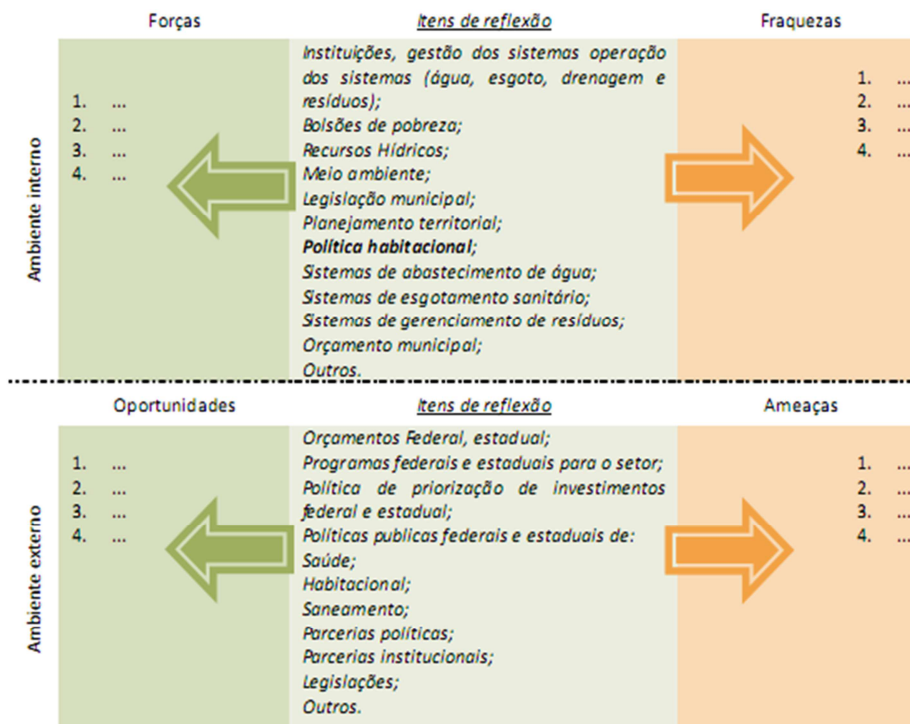 Forças
Itens de reflexão
Fraquezas
Ambiente interno
1. ...
2. ...
3. ...
4. ...
Instituições, gestão dos sistemas operação
dos sistemas (água, esgoto, drenagem e
resíduos);
Bolsões de pobreza;
Recursos Hídricos;
Meio ambiente;
Legislação municipal;
Planejamento territorial;
Política habitacional;
Sistemas de abastecimento de água;
Sistemas de esgotamento sanitário;
Sistemas de gerenciamento de resíduos;
Orçamento municipal;
Outros.
1. ...
2. ...
3. ...
4. ...
Oportunidades
Itens de reflexão
Ameaças
Ambiente externo
1. ...
2. ...
3. ...
4. ...
Orçamentos Federal, estadual;
Programas federais e estaduais para o setor;
Política de priorização de investimentos
federal e estadual;
Políticas publicas federais e estaduais de:
Saúde;
Habitacional;
Saneamento;
Parcerias políticas;
Parcerias institucionais;
Legislações;
Outros.
1. ...
2. ...
3. ...
4. ...